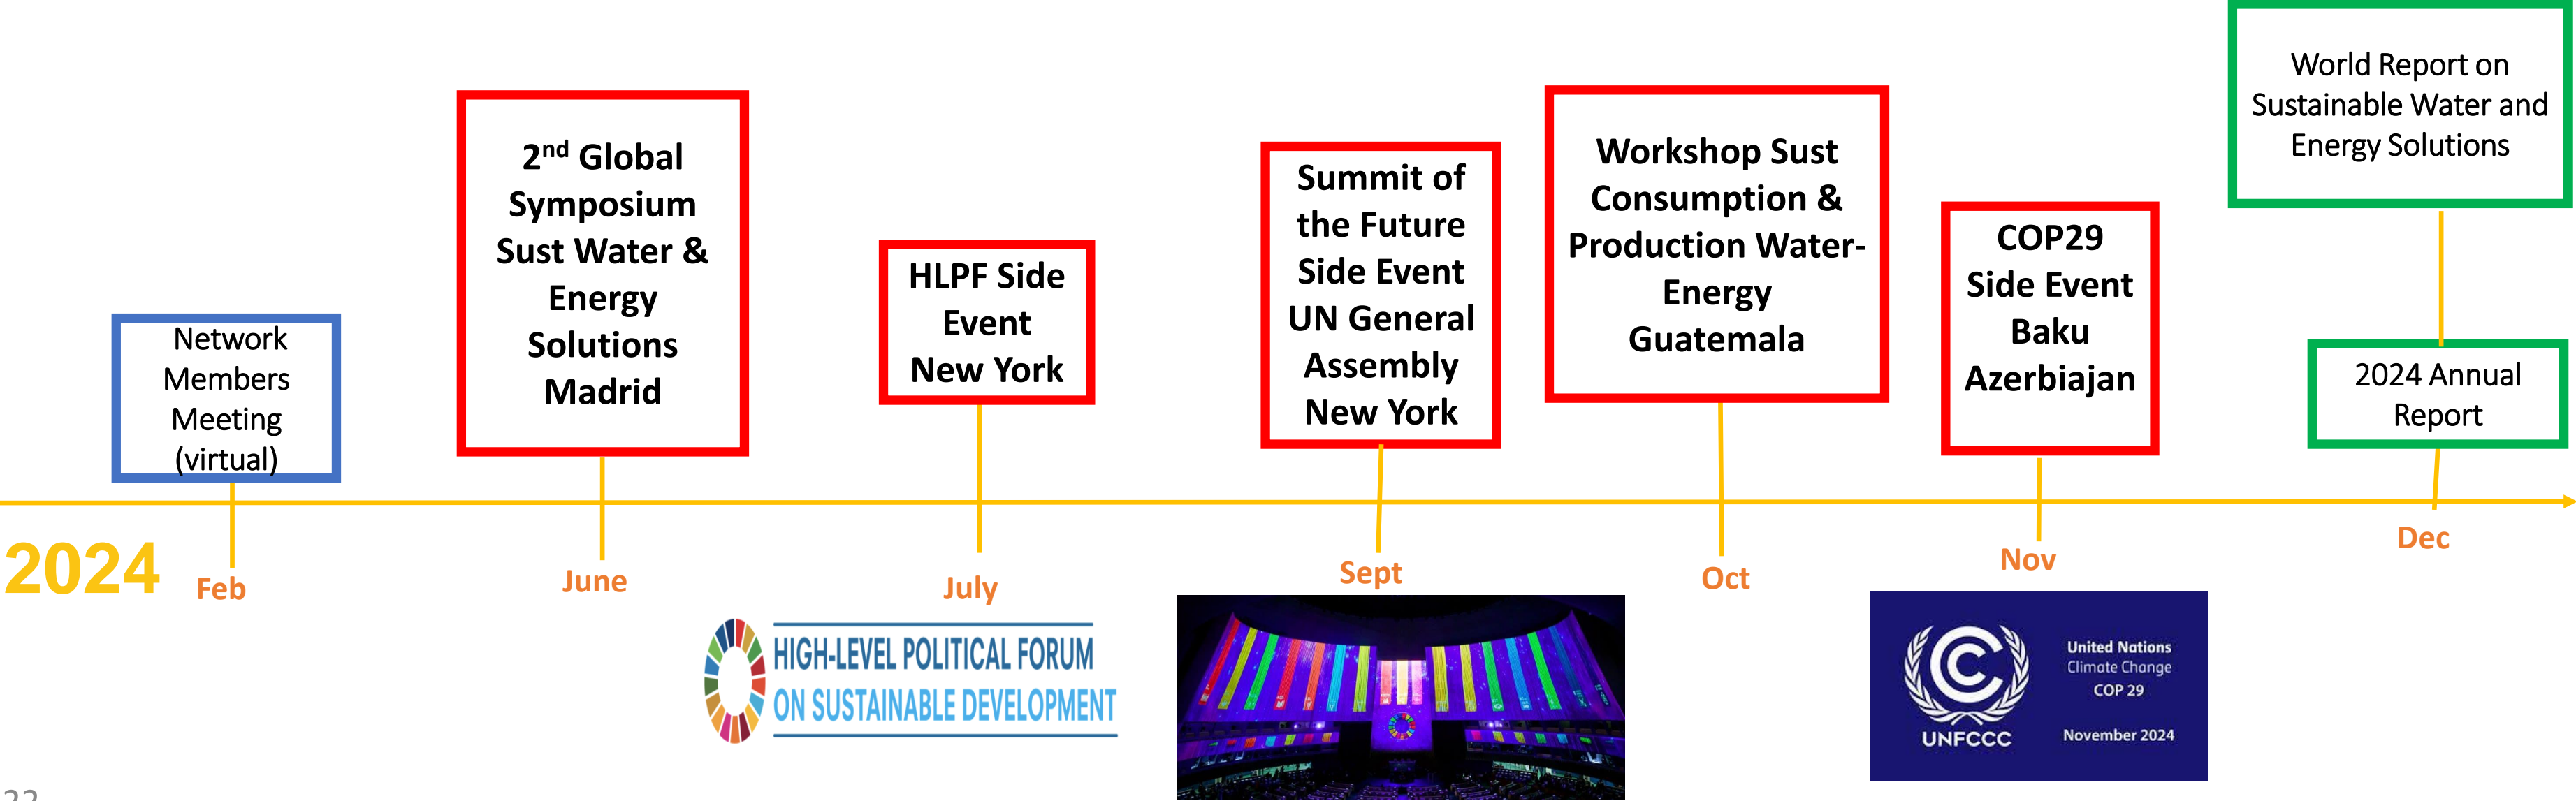 World Report on
Sustainable Water and
Energy Solutions
2nd Global
Symposium
Sust Water &
Energy
Solutions
Madrid
Workshop Sust
Consumption &
Production Water-
Energy
Guatemala
Summit of
the Future
Side Event
UN General
Assembly
New York
COP29
Side Event
Baku
Azerbiajan
HLPF Side
Event
New York
Network
Members
Meeting
(virtual)
2024 Annual
Report
2024
Feb
June
July
Sept
Oct
Nov
Dec
HIGH-LEVEL POLITICAL FORUM
ON SUSTAINABLE DEVELOPMENT
UNFCCC
United Nations
Climate Change
COP 29
November 2024